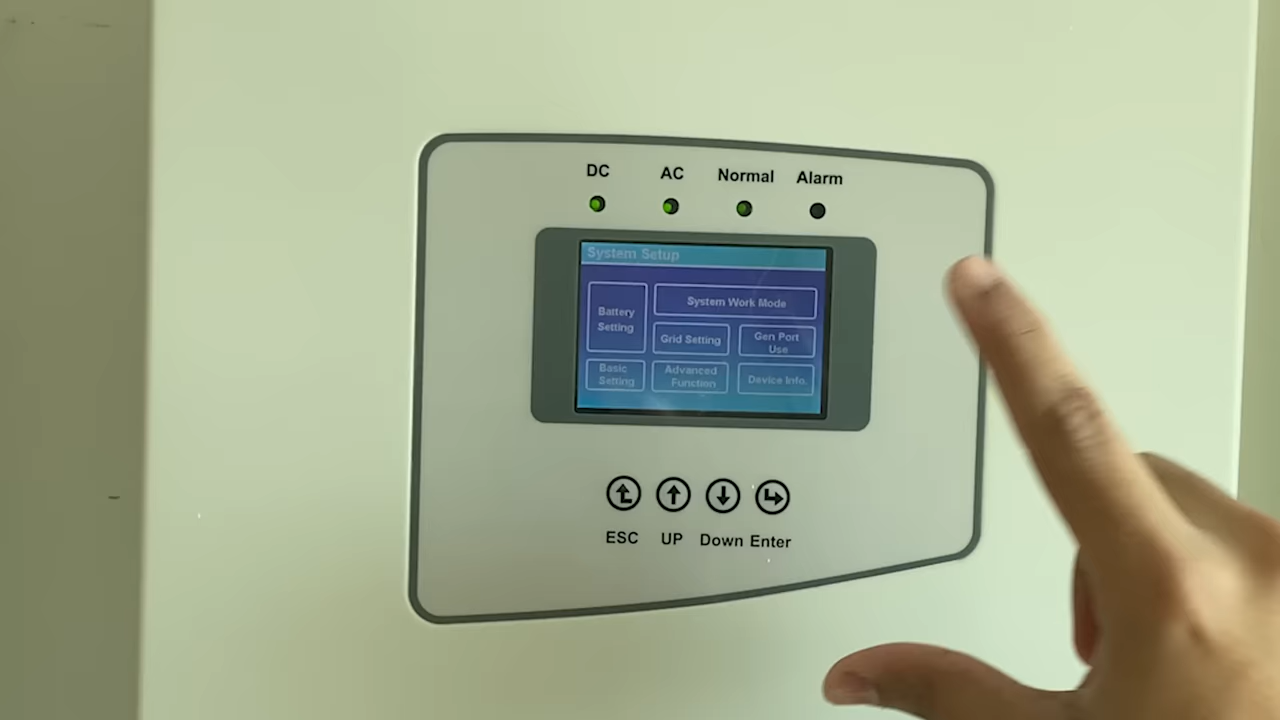 DC AC Normal Alarm
System Setup
Battery
Setting
System Work Mode
Grid Setting
Gen Port
Use
Basic
Setting
Advanced
Function
Device Info.
ESC UP Down Enter